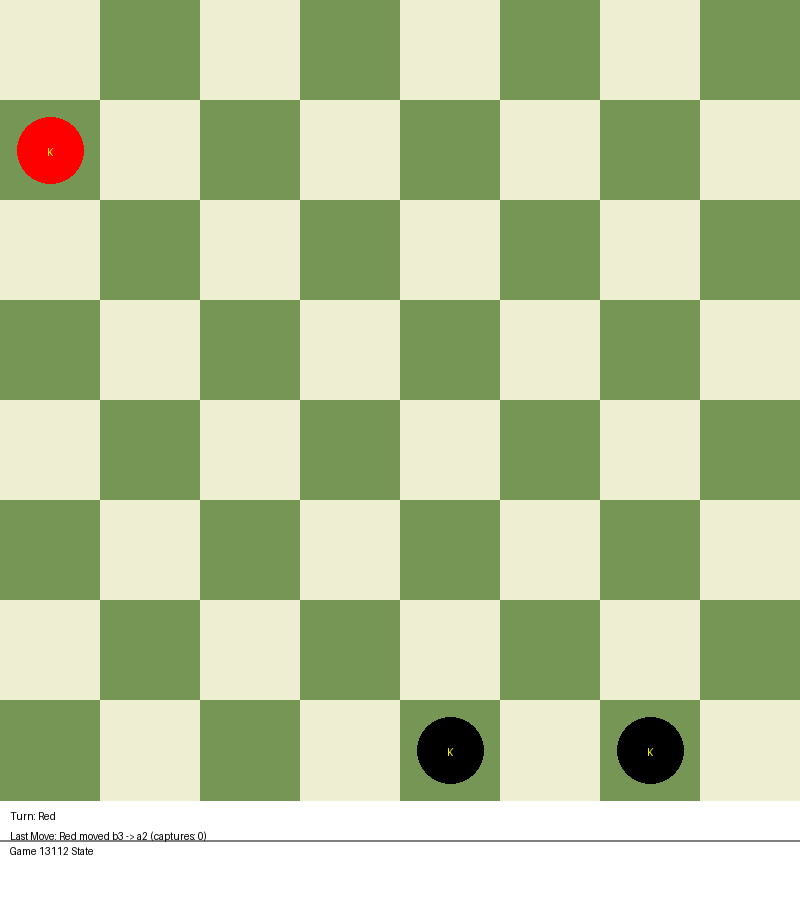 K
K K
Turn: Red
Last Move: Red moved b3 -> a2 (captures: 0)
Game 13112 State